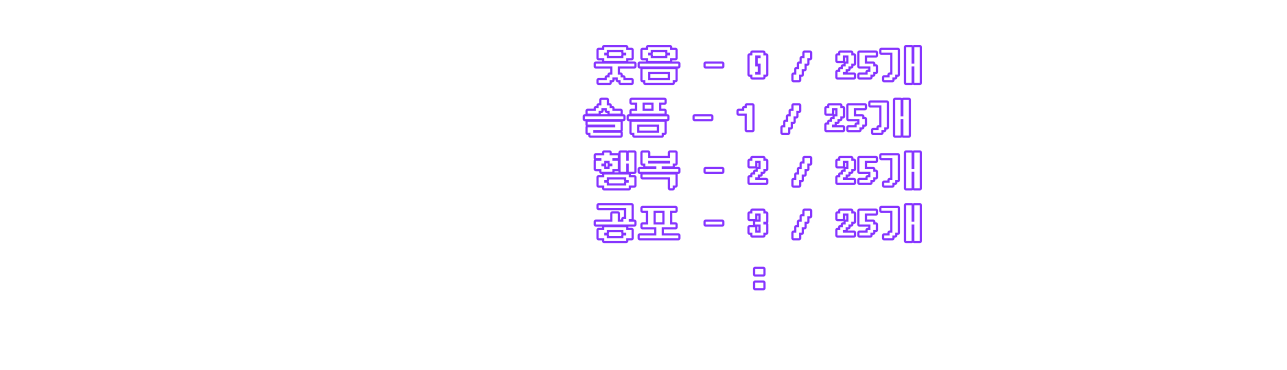 웃음 - 0 / 25개
슬픔 - 1 / 25개
행복 - 2 / 25개
공포 - 3 / 25개
: